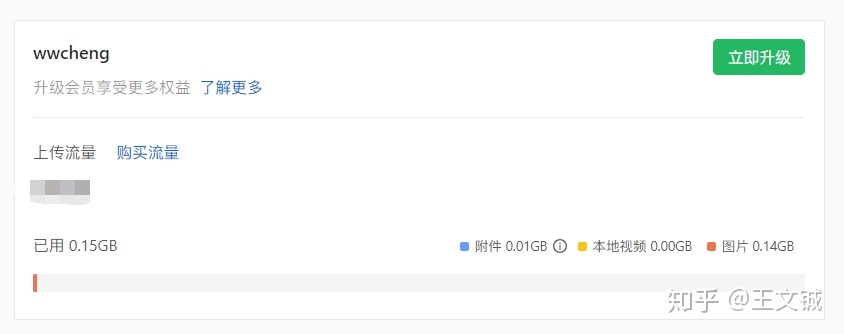 wwcheng
立即升级
升级会员享受更多权益 了解更多
上传流量 购买流量
已用 0.15GB 附件 0.01GB 本地视频 0.00GB 图片 0.14GB
知乎 @王文铖